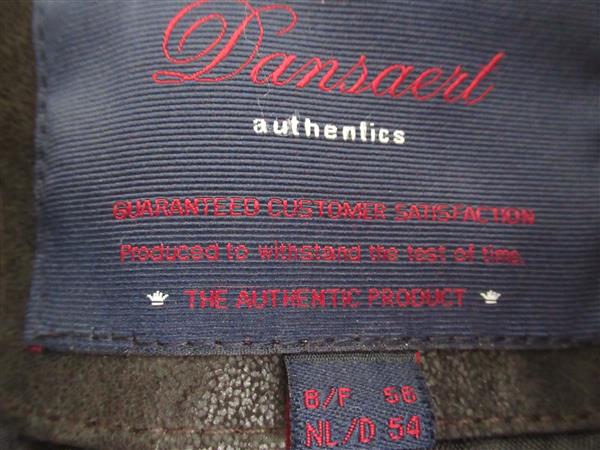 Dansaert
authentics
GUARANTEED CUSTOMER SATISFACTION
Produced to withstand the test of time.
THE AUTHENTIC PRODUCT
B/F 56
NL/D 54